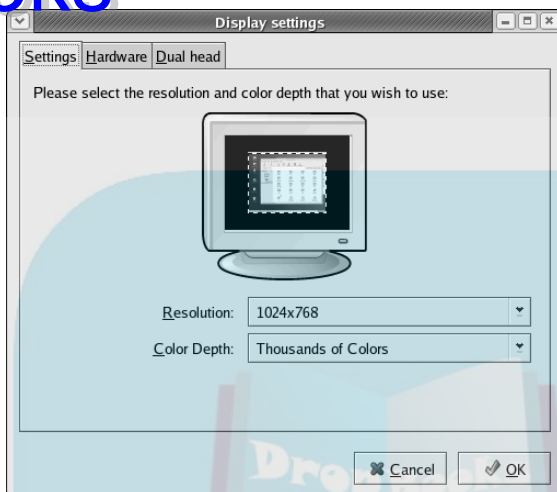 Display settings
Settings Hardware Dual head
Please select the resolution and color depth that you wish to use:
Resolution: 1024x768
Color Depth: Thousands of Colors
Cancel OK